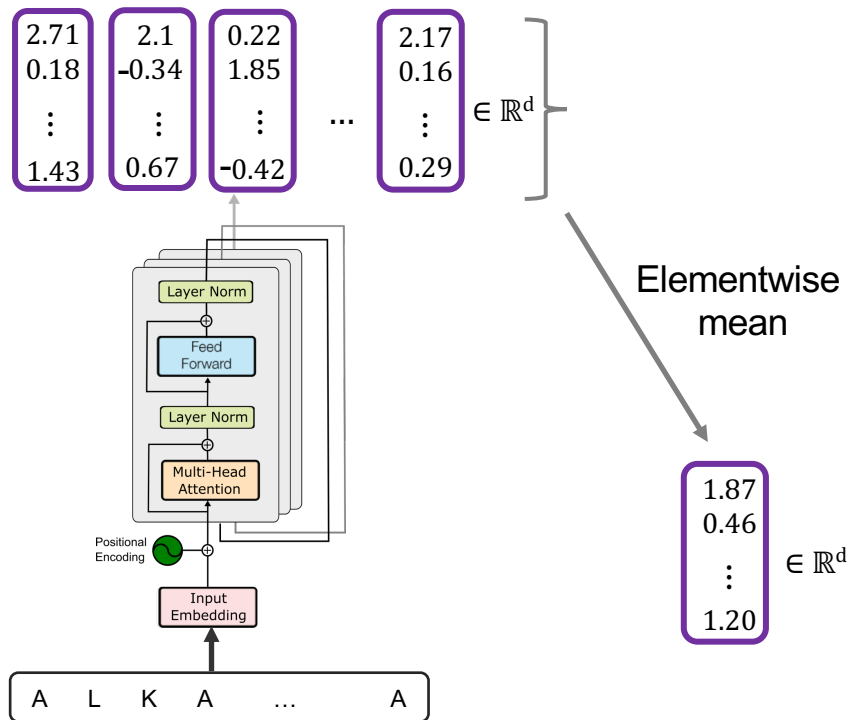 2.71 2.1 0.22 2.17
0.18 -0.34 1.85 0.16
⋮ ⋮ ⋮ ... ⋮ ∈ ℝᵈ
1.43 0.67 -0.42 0.29
Elementwise
mean
Layer Norm
Feed
Forward
Layer Norm
Multi-Head
Attention
Positional
Encoding
Input
Embedding
A L K A ... A
1.87
0.46
⋮ ∈ ℝᵈ
1.20